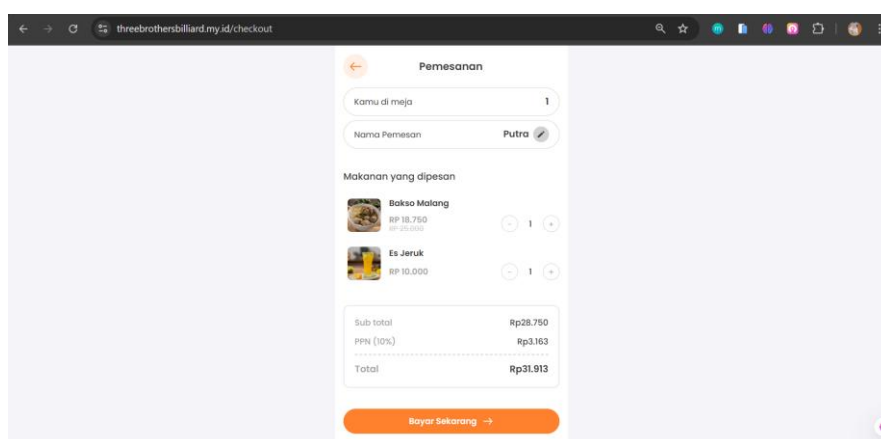 threebrothersbilliard.my.id/checkout
Pemesanan
Kamu di meja 1
Nama Pemesan Putra
Makanan yang dipesan
Bakso Malang
RP 18.750
RP 25.000
- 1 +
Es Jeruk
RP 10.000
- 1 +
Sub total Rp28.750
PPN (10%) Rp3.163
Total Rp31.913
Bayar Sekarang →